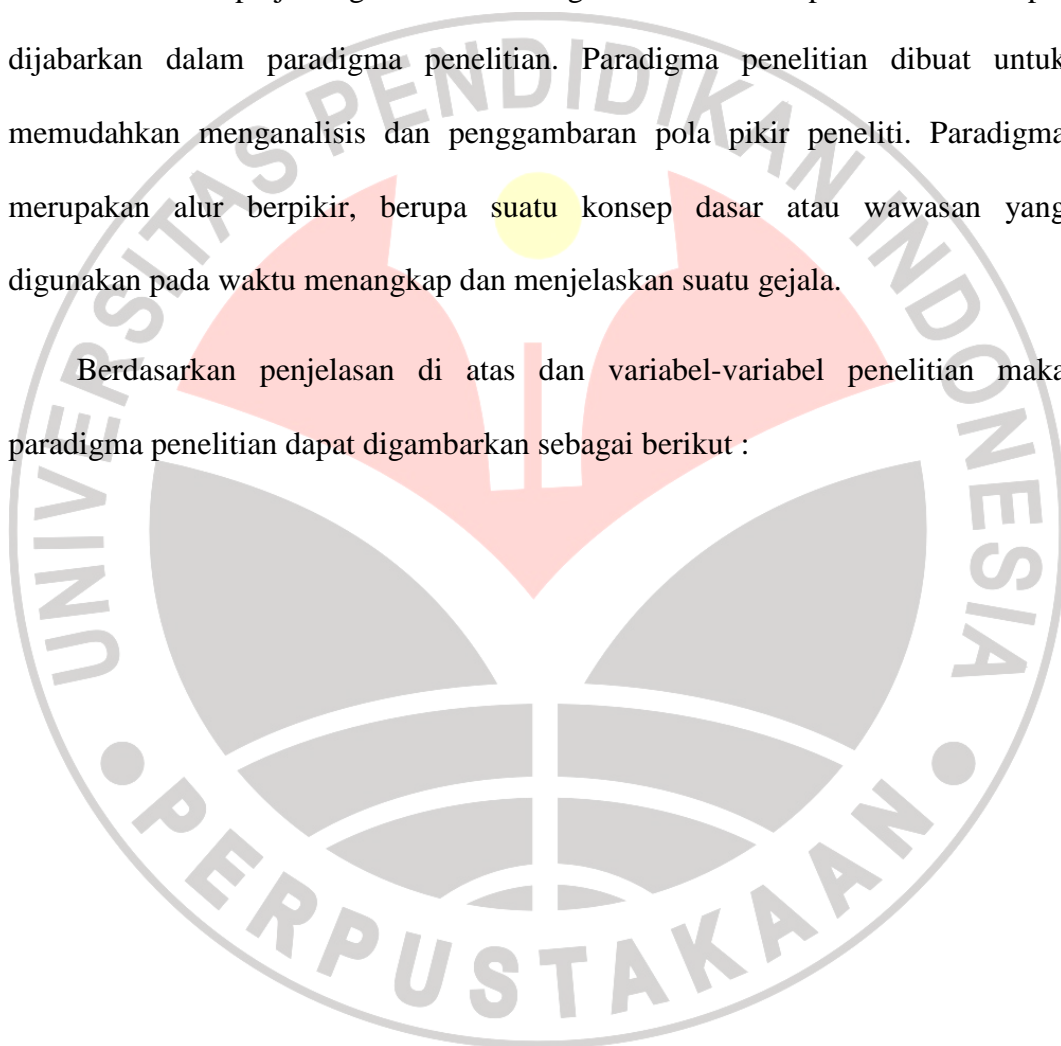 dijabarkan dalam paradigma penelitian. Paradigma penelitian dibuat untuk
memudahkan menganalisis dan penggambaran pola pikir peneliti. Paradigma
merupakan alur berpikir, berupa suatu konsep dasar atau wawasan yang
digunakan pada waktu menangkap dan menjelaskan suatu gejala.
Berdasarkan penjelasan di atas dan variabel-variabel penelitian maka
paradigma penelitian dapat digambarkan sebagai berikut :
UNIVERSITAS PENDIDIKAN INDONESIA
PERPUSTAKAAN